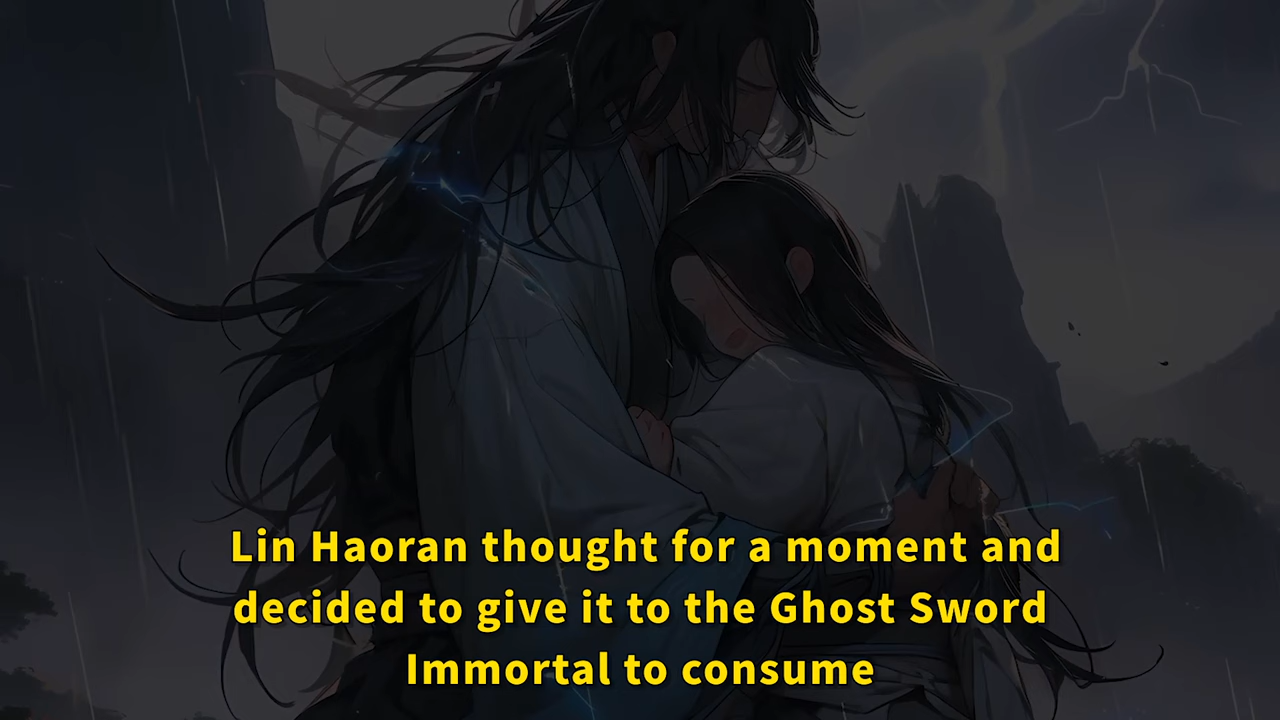 Lin Haoran thought for a moment and
decided to give it to the Ghost Sword
Immortal to consume